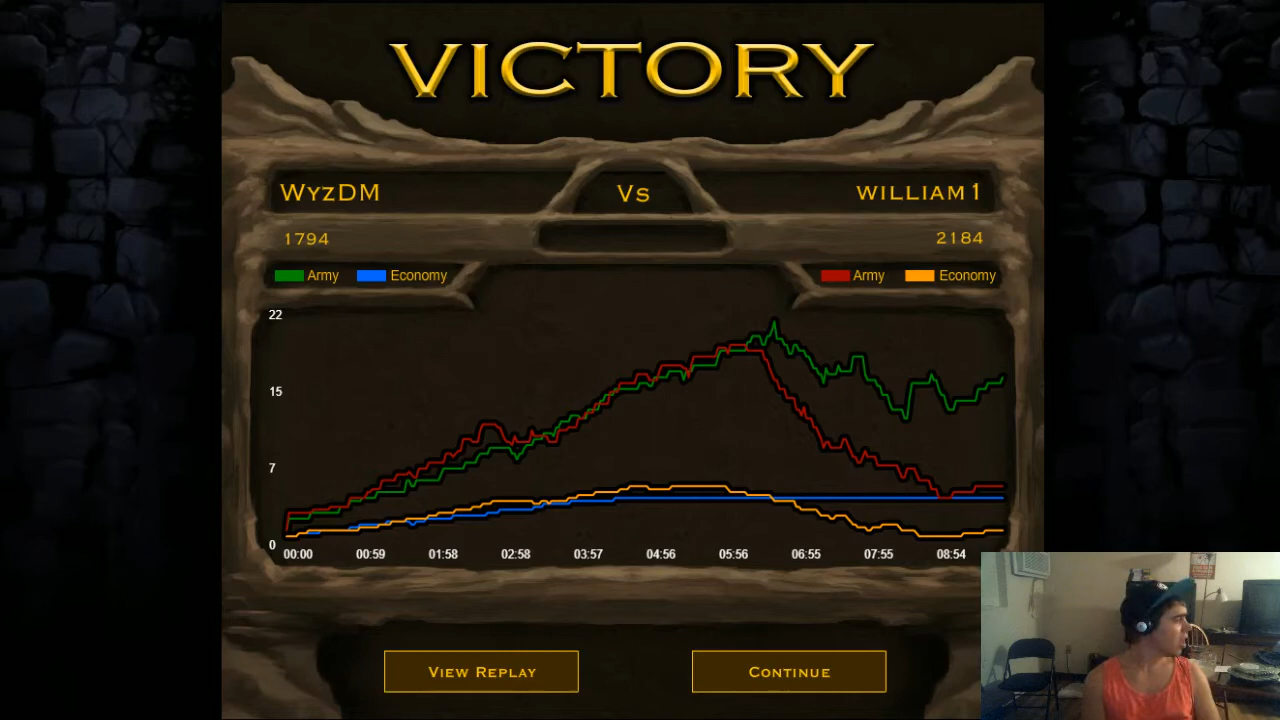 VICTORY
WYZDM
VS
WILLIAM1
1794
2184
Army
Economy
Army
Economy
22
15
7
0
00:00 00:59 01:58 02:58 03:57 04:56 05:56 06:55 07:55 08:54
VIEW REPLAY
CONTINUE